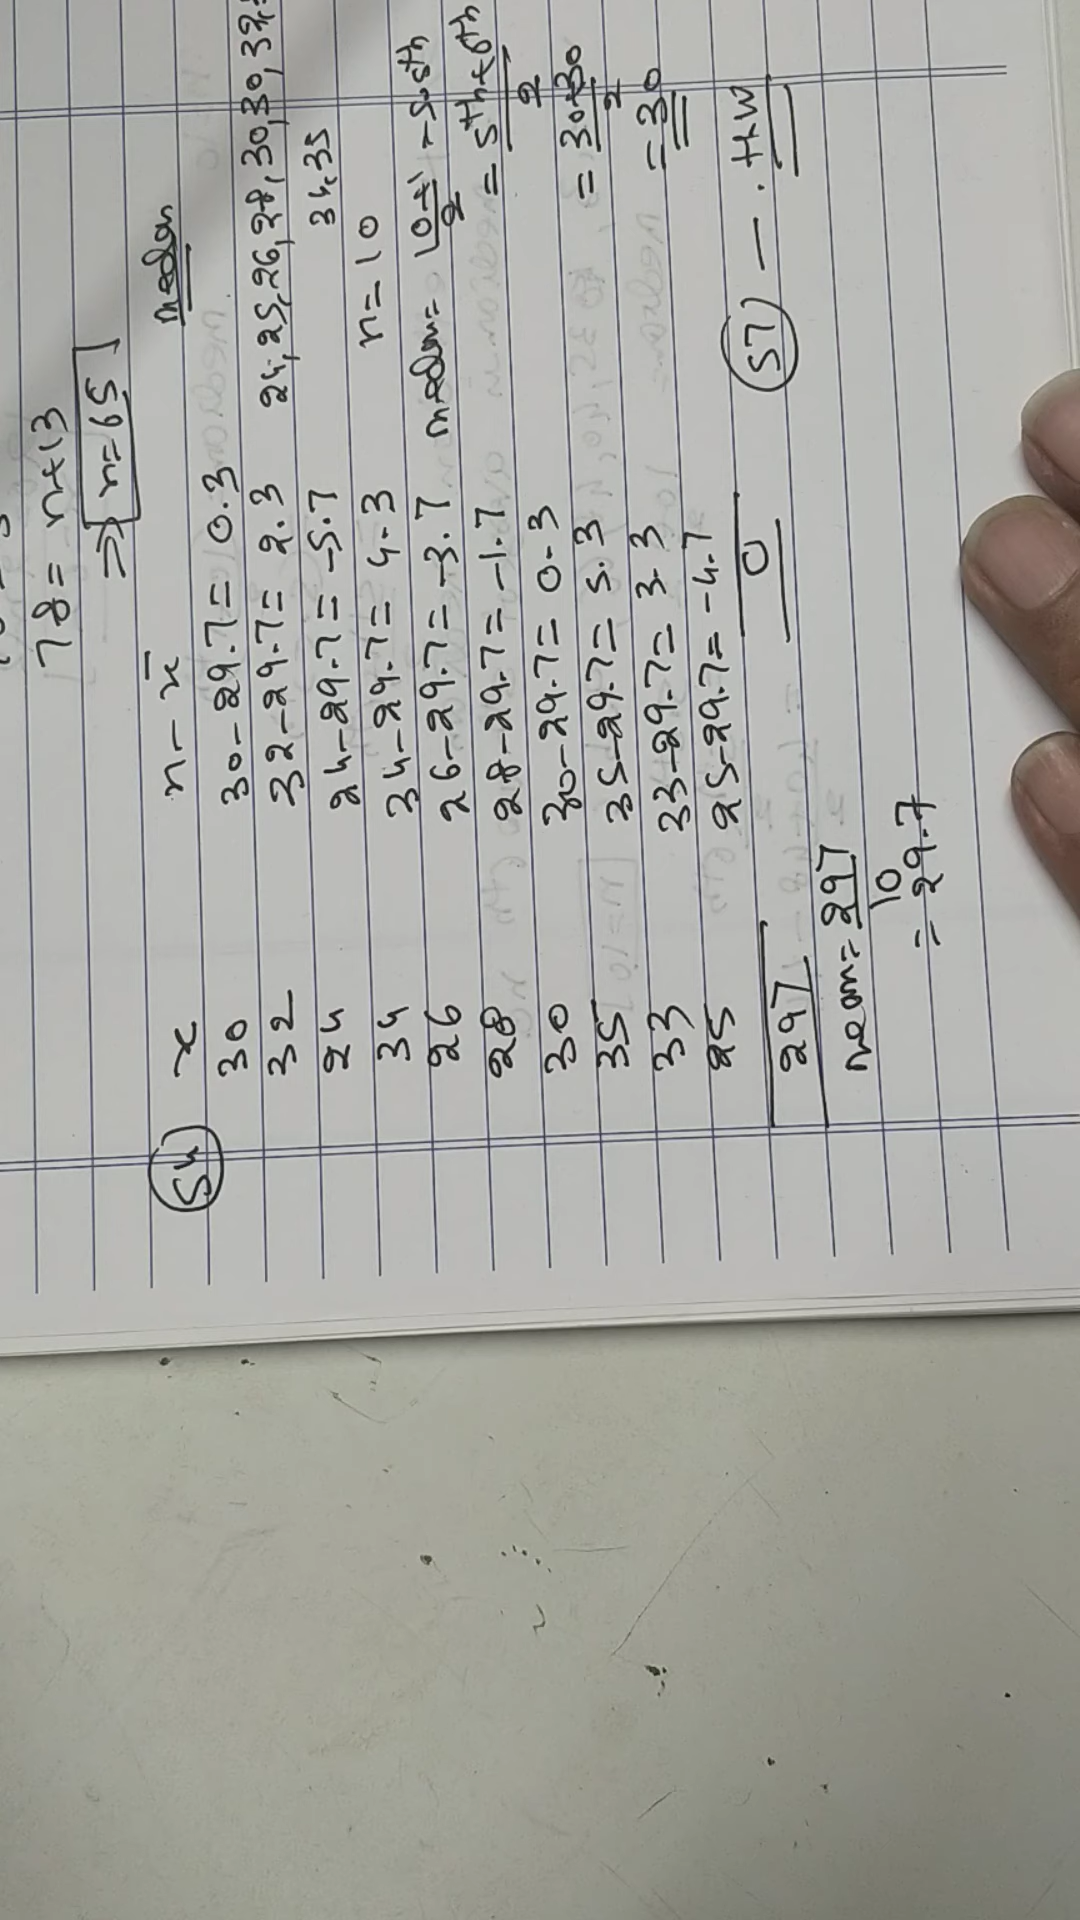 78 = x+13
⇒ x=65
54) x x – x̄ median
30 30–29.7= 0.3
32 32–29.7= 2.3 24, 25, 26, 28, 30, 30, 32,
24 24–29.7= –5.7 34, 35
34 34–29.7= 4.3 n=10
26 26–29.7= –3.7 median= 10+1/2 –5.5th
28 28–29.7= –1.7 = 5th+6th/2
30 30–29.7= 0.3
35 35–29.7= 5.3 = 30+30/2
33 33–29.7= 3.3 = 30
25 25–29.7= –4.7
297 0 57) — . H.W
mean= 297/10
= 29.7